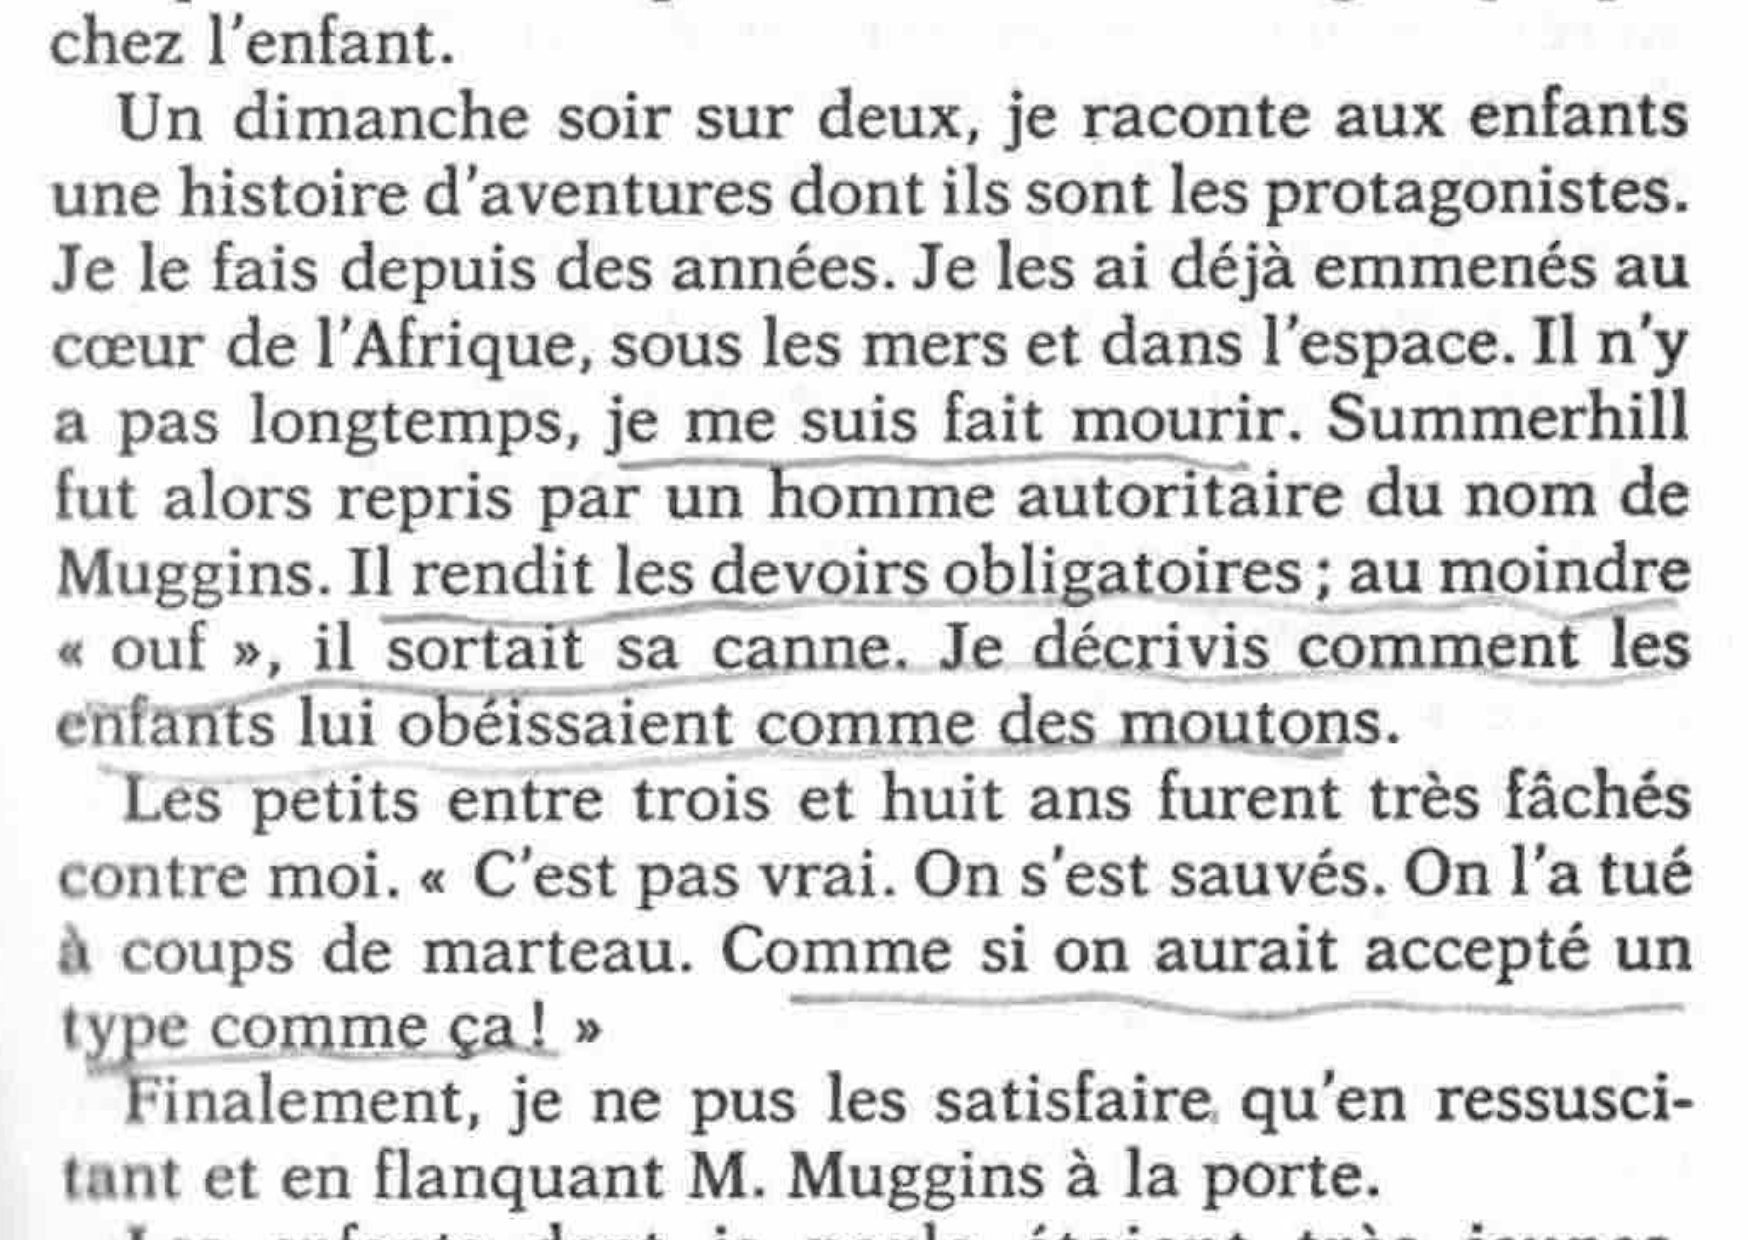 chez l'enfant.
Un dimanche soir sur deux, je raconte aux enfants
une histoire d'aventures dont ils sont les protagonistes.
Je le fais depuis des années. Je les ai déjà emmenés au
cœur de l'Afrique, sous les mers et dans l'espace. Il n'y
a pas longtemps, je me suis fait mourir. Summerhill
fut alors repris par un homme autoritaire du nom de
Muggins. Il rendit les devoirs obligatoires ; au moindre
« ouf », il sortait sa canne. Je décrivis comment les
enfants lui obéissaient comme des moutons.
Les petits entre trois et huit ans furent très fâchés
contre moi. « C'est pas vrai. On s'est sauvés. On l'a tué
à coups de marteau. Comme si on aurait accepté un
type comme ça ! »
Finalement, je ne pus les satisfaire qu'en ressusci-
tant et en flanquant M. Muggins à la porte.